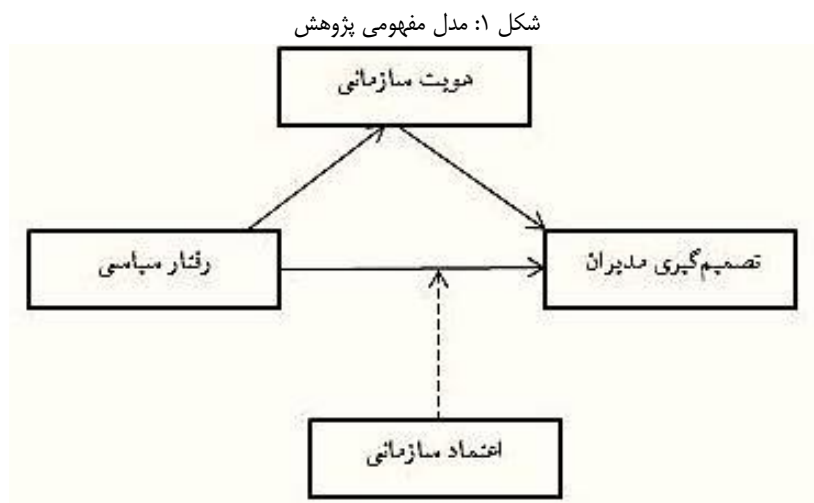 شکل ۱: مدل مفهومی پژوهش
هویت سازمانی
رفتار سیاسی
تصمیم‌گیری مدیران
اعتماد سازمانی